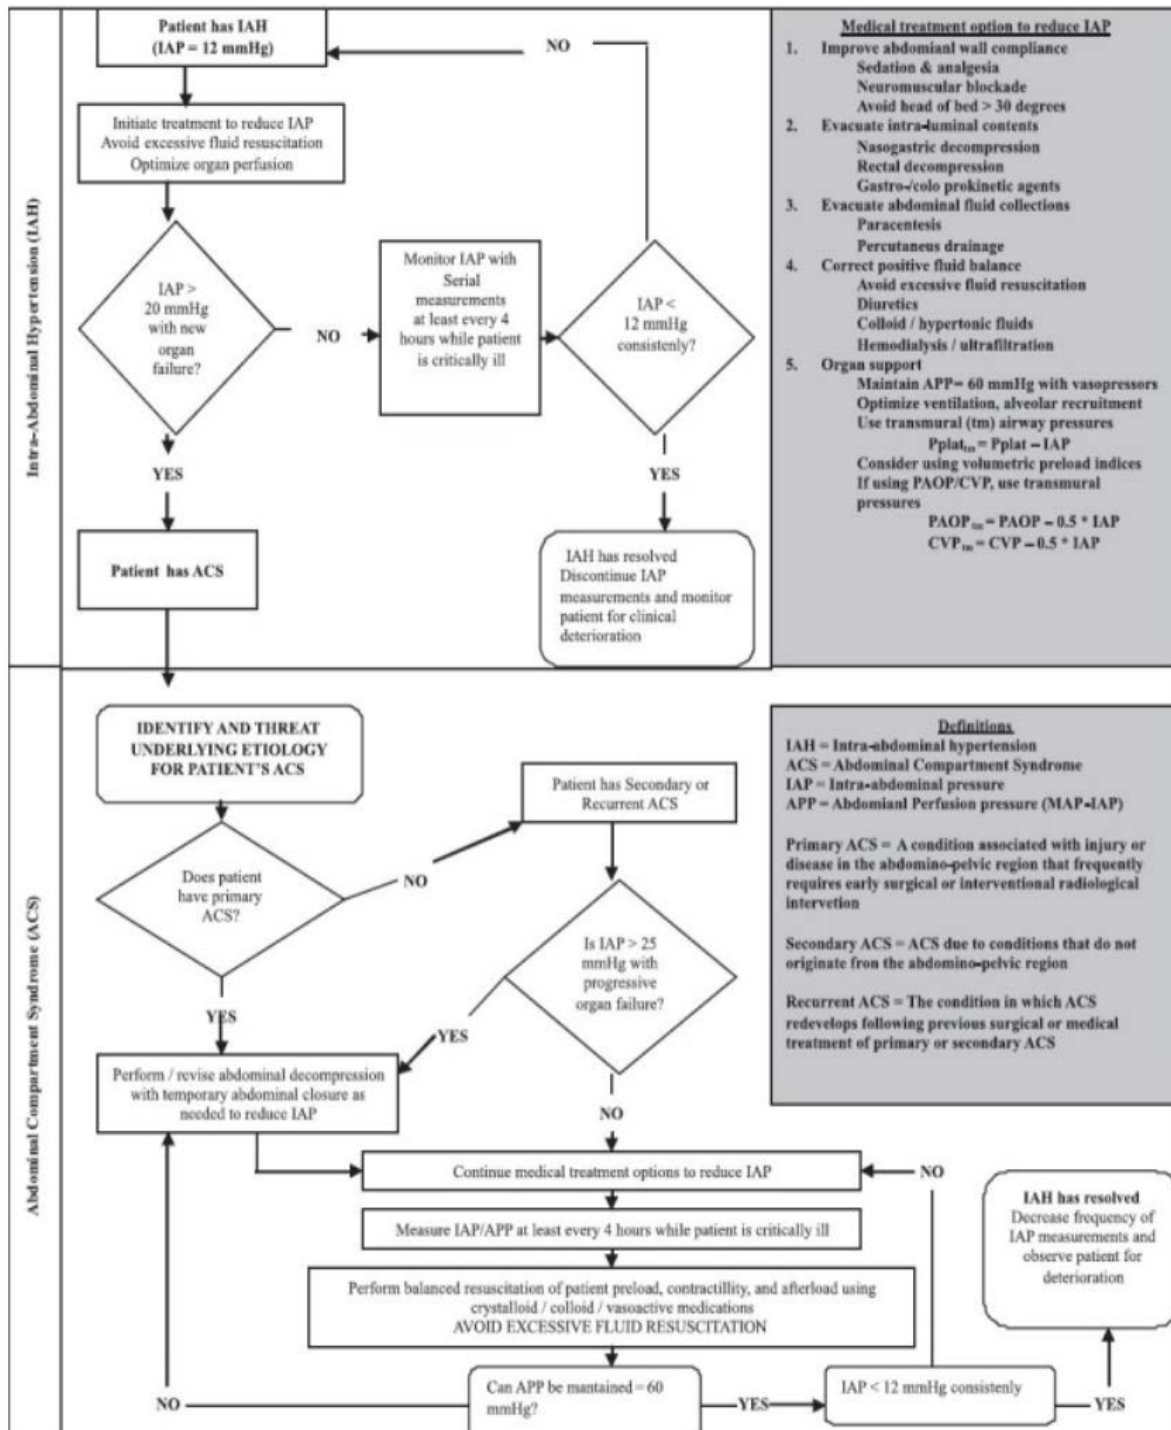 Intra-Abdominal Hypertension (IAH)
Patient has IAH
(IAP = 12 mmHg)
NO
Initiate treatment to reduce IAP
Avoid excessive fluid resuscitation
Optimize organ perfusion
IAP >
20 mmHg
with new
organ
failure?
NO
Monitor IAP with
Serial
measurements
at least every 4
hours while patient
is critically ill
IAP <
12 mmHg
consistenly?
YES
YES
Patient has ACS
IAH has resolved
Discontinue IAP
measurements and monitor
patient for clinical
deterioration
Medical treatment option to reduce IAP
1. Improve abdomianl wall compliance
Sedation & analgesia
Neuromuscular blockade
Avoid head of bed > 30 degrees
2. Evacuate intra-luminal contents
Nasogastric decompression
Rectal decompression
Gastro-/colo prokinetic agents
3. Evacuate abdominal fluid collections
Paracentesis
Percutaneus drainage
4. Correct positive fluid balance
Avoid excessive fluid resuscitation
Diuretics
Colloid / hypertonic fluids
Hemodialysis / ultrafiltration
5. Organ support
Maintain APP= 60 mmHg with vasopressors
Optimize ventilation, alveolar recruitment
Use transmural (tm) airway pressures
Pplattm = Pplat – IAP
Consider using volumetric preload indices
If using PAOP/CVP, use transmural
pressures
PAOPtm = PAOP – 0.5 * IAP
CVPtm = CVP – 0.5 * IAP
Abdominal Compartment Syndrome (ACS)
IDENTIFY AND THREAT
UNDERLYING ETIOLOGY
FOR PATIENT'S ACS
Does patient
have primary
ACS?
NO
Patient has Secondary or
Recurrent ACS
Is IAP > 25
mmHg with
progressive
organ failure?
YES
YES
Perform / revise abdominal decompression
with temporary abdominal closure as
needed to reduce IAP
NO
Continue medical treatment options to reduce IAP
NO
Measure IAP/APP at least every 4 hours while patient is critically ill
Perform balanced resuscitation of patient preload, contractillity, and afterload using
crystalloid / colloid / vasoactive medications
AVOID EXCESSIVE FLUID RESUSCITATION
NO
Can APP be mantained = 60
mmHg?
YES
IAP < 12 mmHg consistenly
YES
IAH has resolved
Decrease frequency of
IAP measurements and
observe patient for
deterioration
Definitions
IAH = Intra-abdominal hypertension
ACS = Abdominal Compartment Syndrome
IAP = Intra-abdominal pressure
APP = Abdomianl Perfusion pressure (MAP–IAP)
Primary ACS = A condition associated with injury or
disease in the abdomino-pelvic region that frequently
requires early surgical or interventional radiological
intervetion
Secondary ACS = ACS due to conditions that do not
originate fron the abdomino-pelvic region
Recurrent ACS = The condition in which ACS
redevelops following previous surgical or medical
treatment of primary or secondary ACS